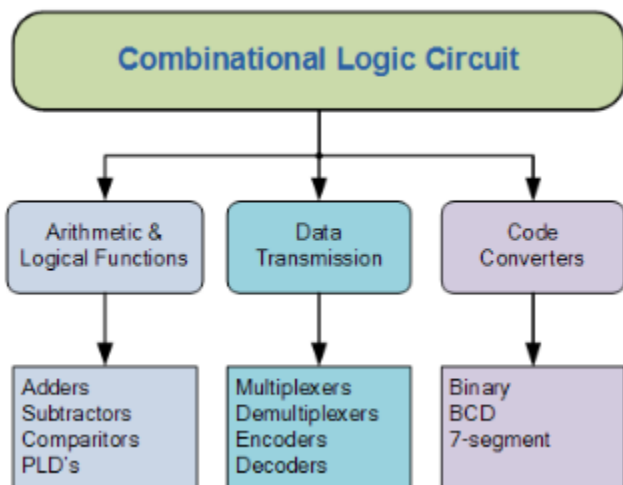 Combinational Logic Circuit
Arithmetic &
Logical Functions
Data
Transmission
Code
Converters
Adders
Subtractors
Comparitors
PLD's
Multiplexers
Demultiplexers
Encoders
Decoders
Binary
BCD
7-segment